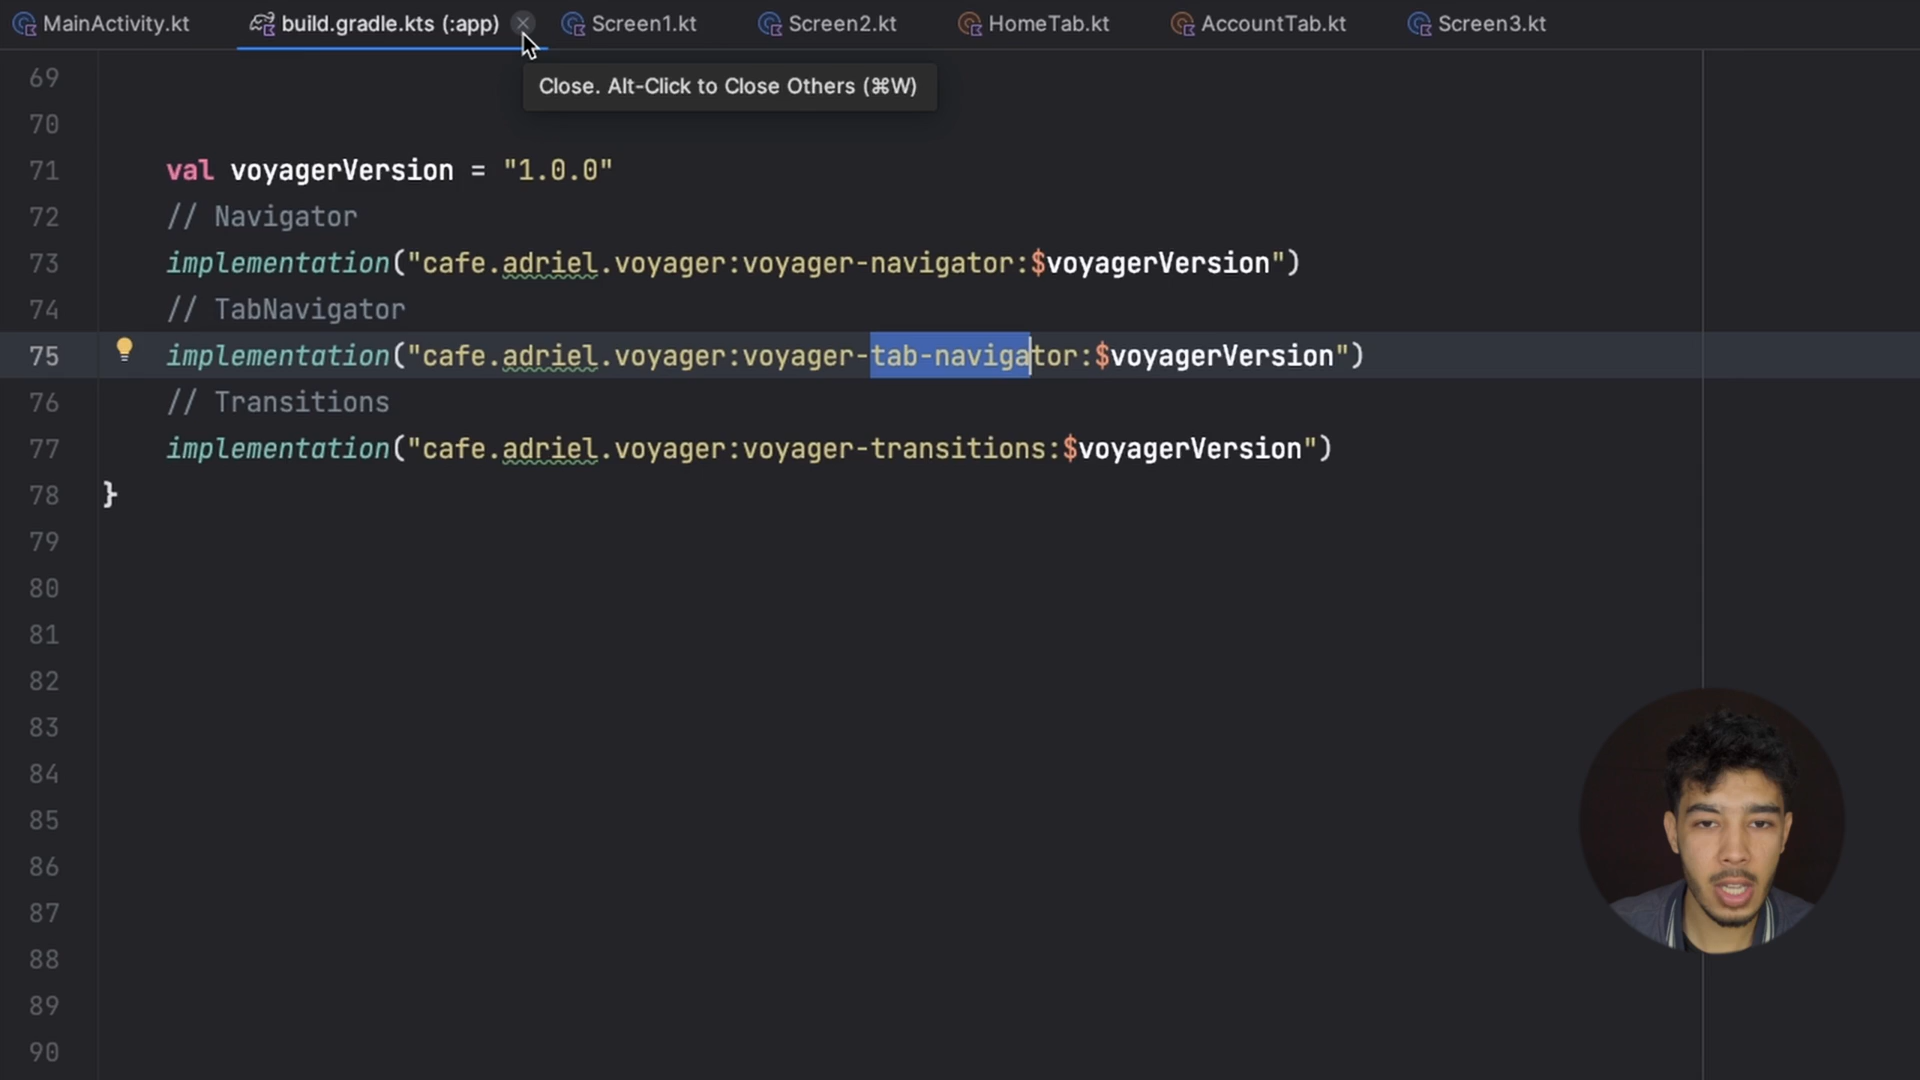 MainActivity.kt build.gradle.kts (:app) Screen1.kt Screen2.kt HomeTab.kt AccountTab.kt Screen3.kt
Close. Alt-Click to Close Others (⌘W)
69
70
71 val voyagerVersion = "1.0.0"
72 // Navigator
73 implementation("cafe.adriel.voyager:voyager-navigator:$voyagerVersion")
74 // TabNavigator
75 implementation("cafe.adriel.voyager:voyager-tab-navigator:$voyagerVersion")
76 // Transitions
77 implementation("cafe.adriel.voyager:voyager-transitions:$voyagerVersion")
78 }
79
80
81
82
83
84
85
86
87
88
89
90